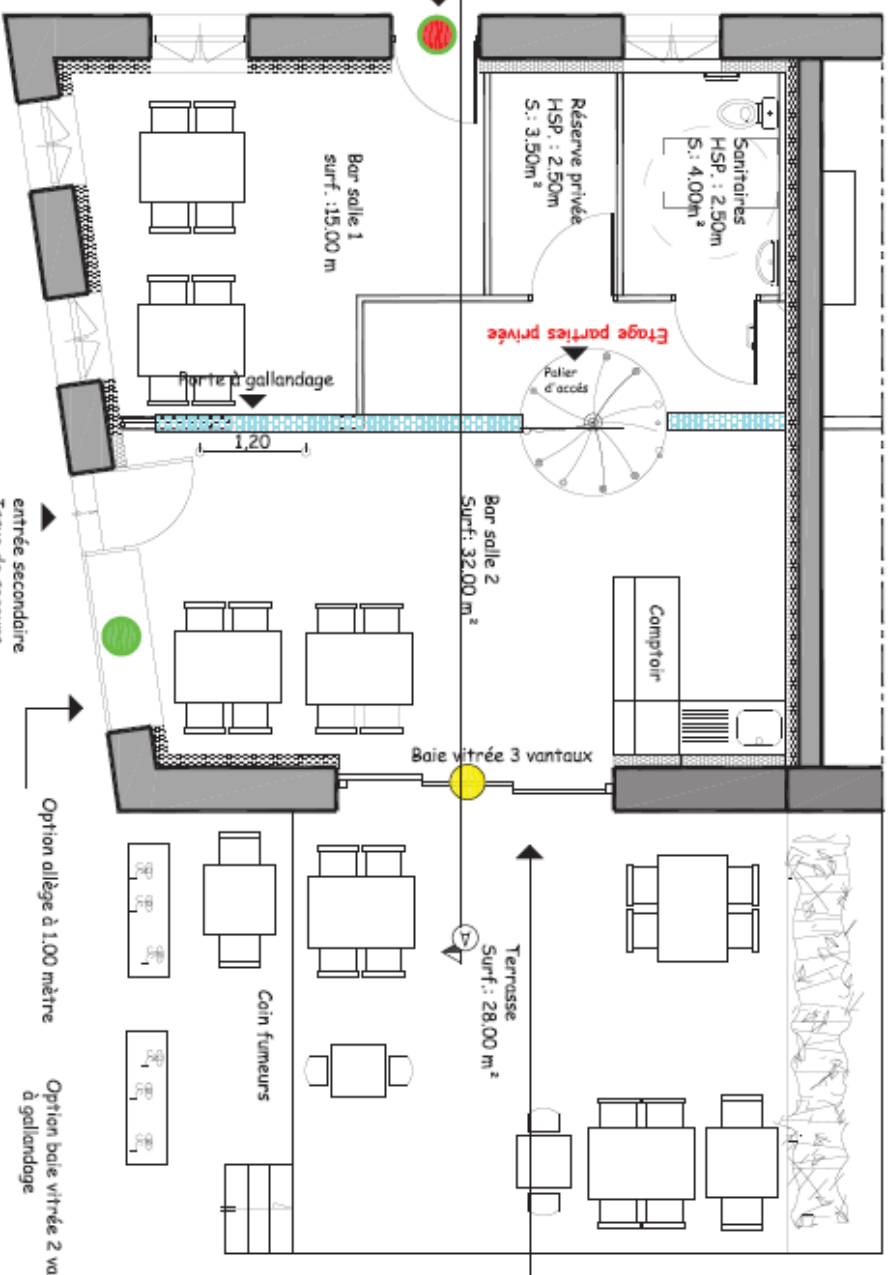 Sanitaires
HSP. : 2.50m
S.: 4.00m²
Réserve privée
HSP. : 2.50m
S.: 3.50m²
Bar salle 1
surf. :15.00 m
Etage parties privée
Palier
d'accés
Porte à gallandage
1,20
Bar salle 2
Surf: 32.00 m²
Comptoir
entrée secondaire
Baie vitrée 3 vantaux
Terrasse
Surf.: 28.00 m²
A
Coin fumeurs
Option allège à 1.00 mètre
Option baie vitrée 2 va
à gallandage